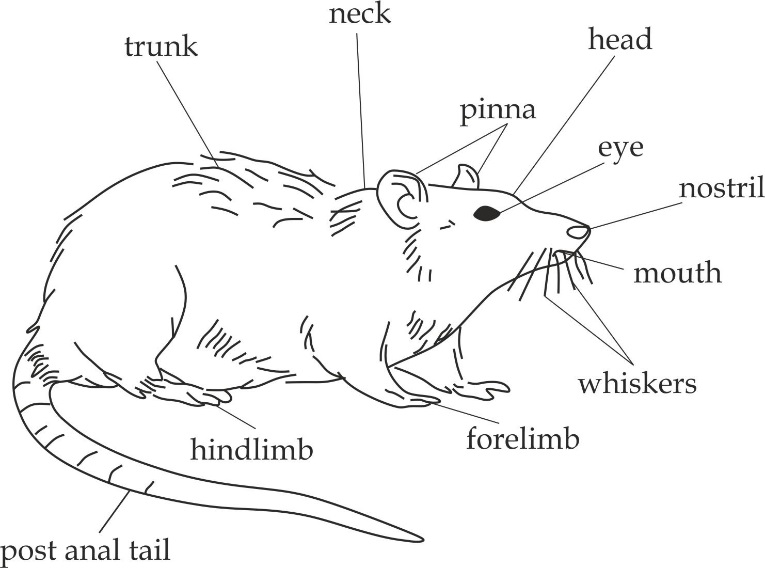 neck
trunk
head
pinna
eye
nostril
mouth
whiskers
forelimb
hindlimb
post anal tail